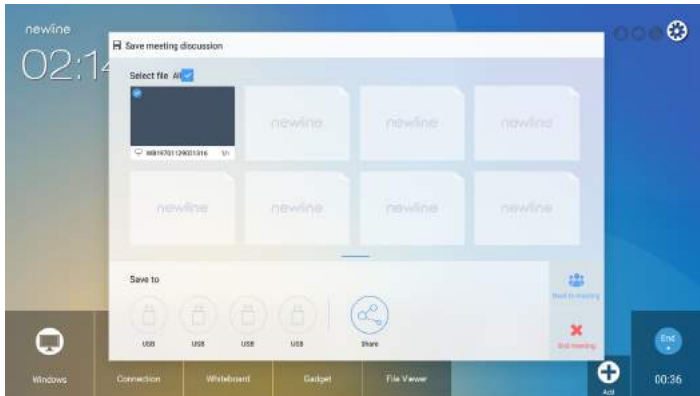 newline
02:14
Save meeting discussion
Select file All
newline newline newline
1/1
newline newline newline newline
Save to
Back to meeting
USB USB USB USB Share
End meeting
End
Windows Connection Whiteboard Gadget File Viewer Add 00:36